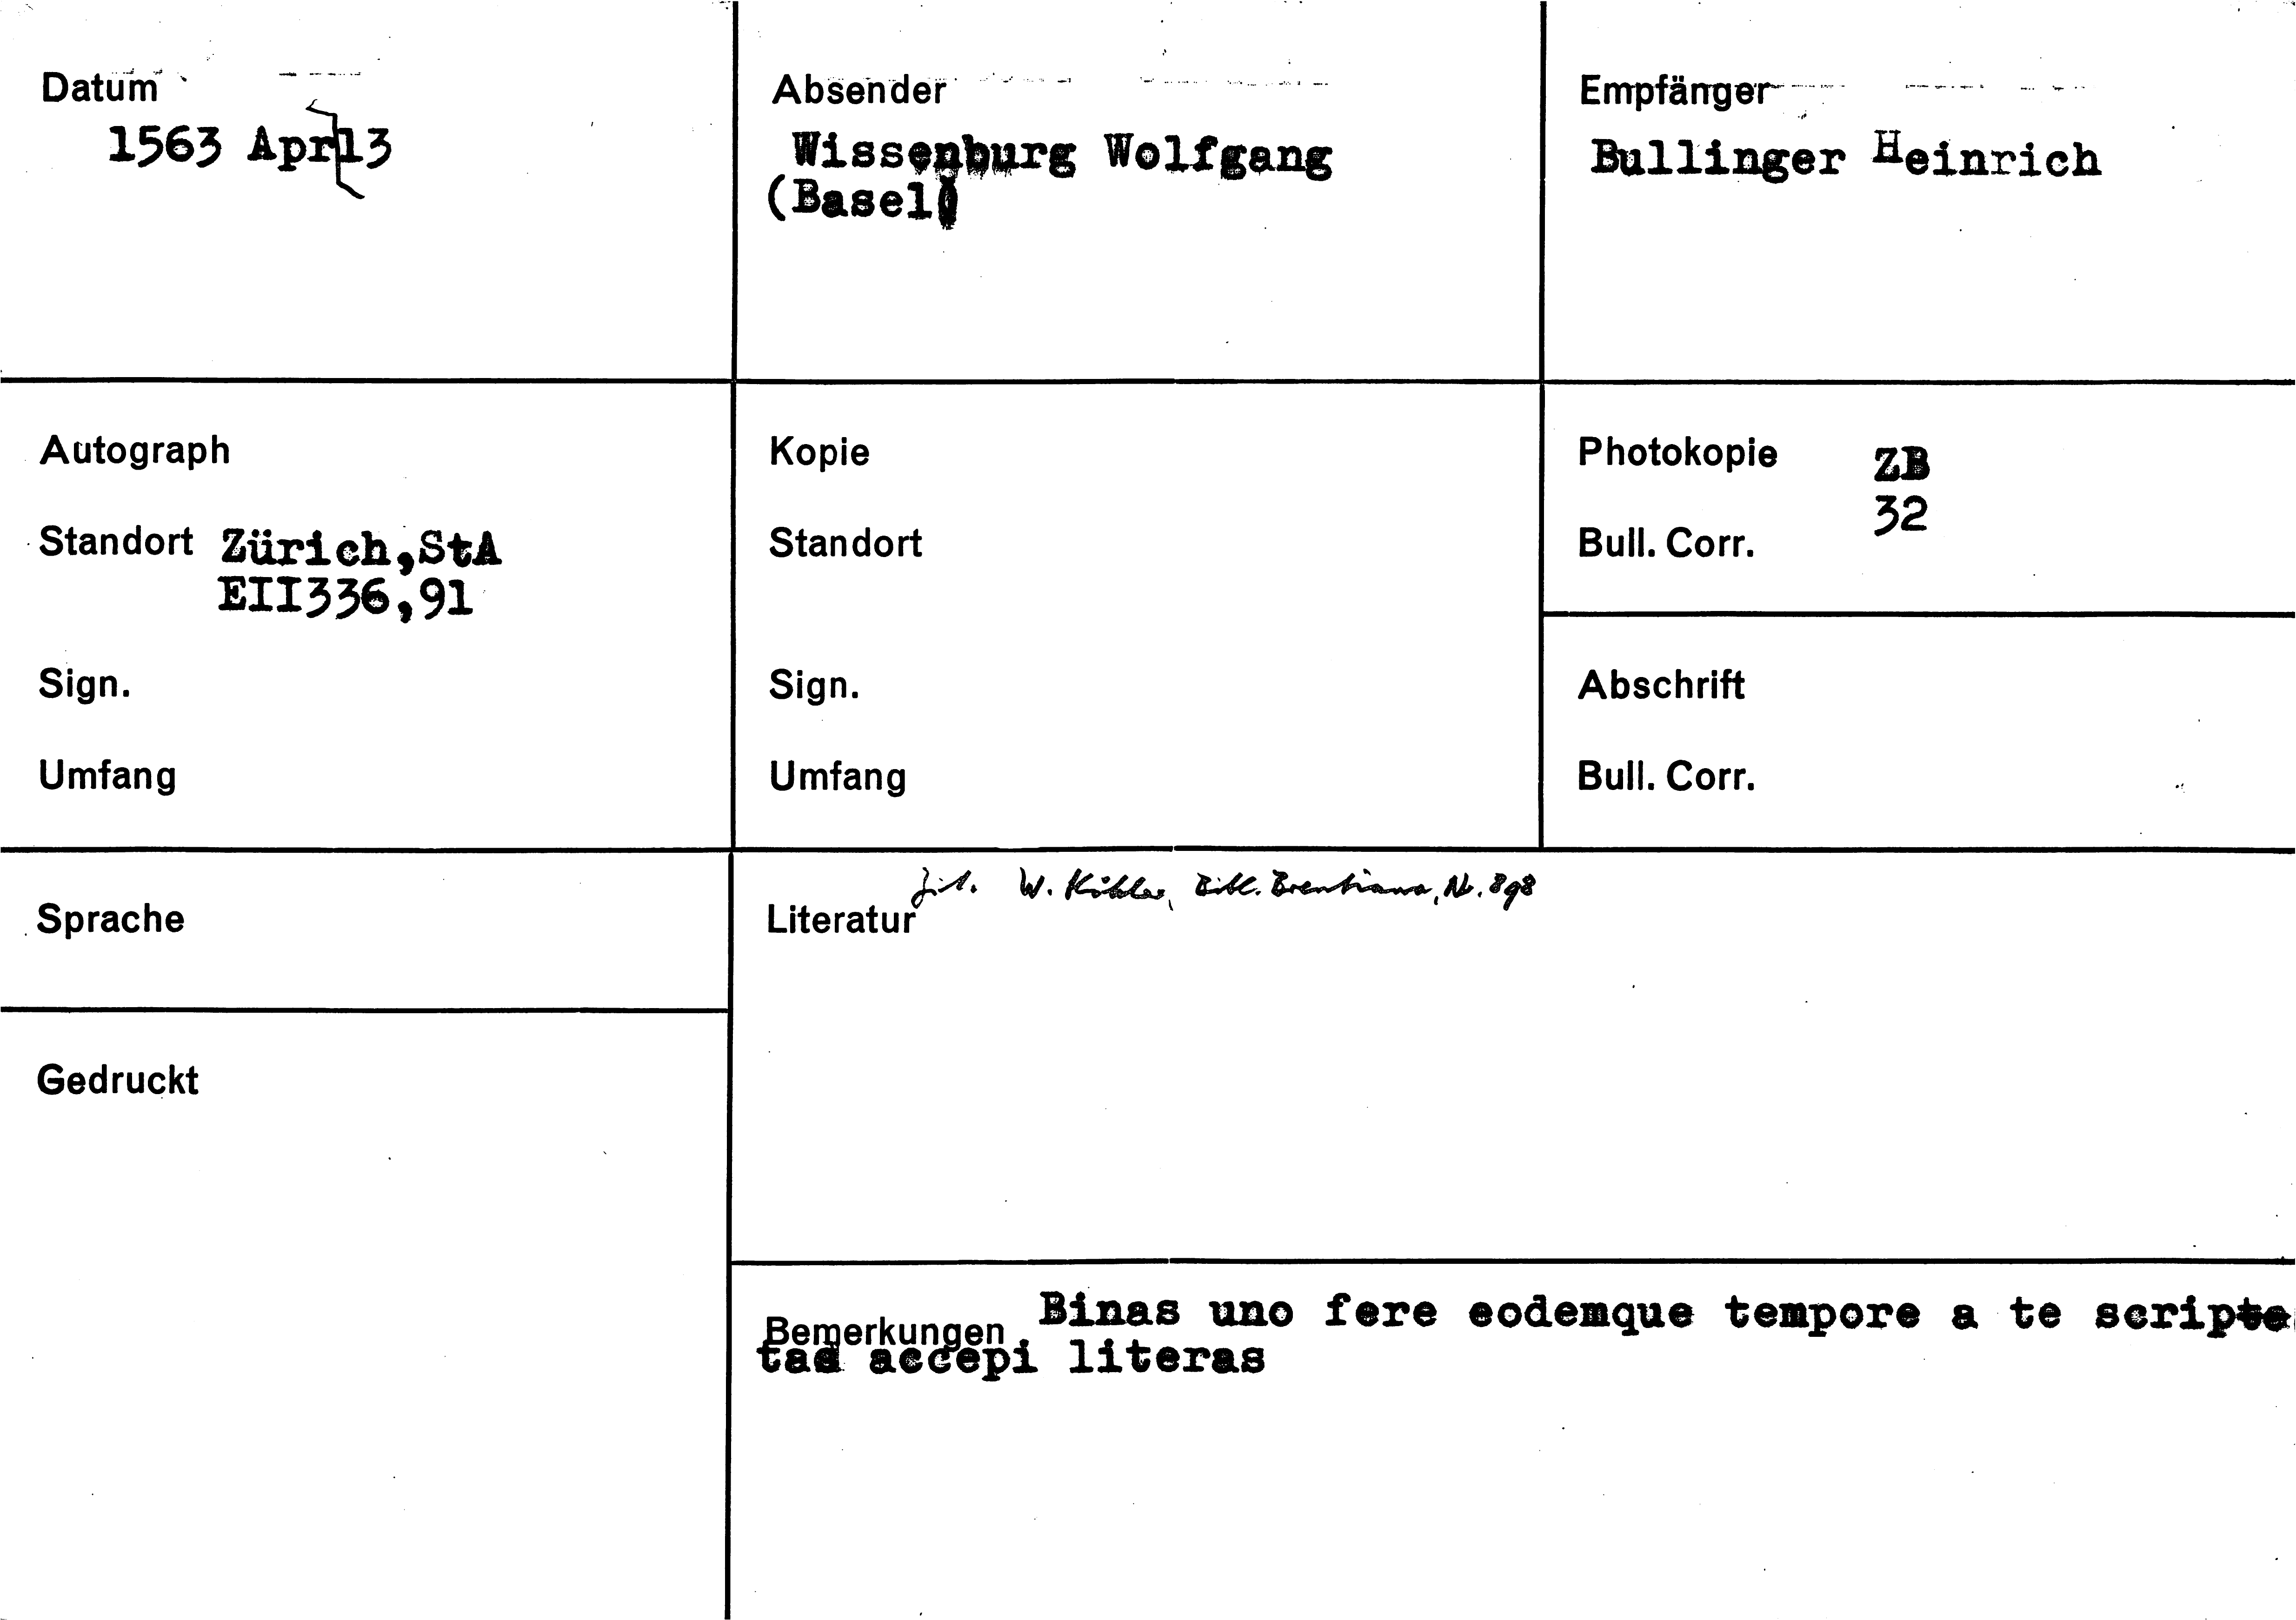 Datum
1563 Apr 13
Absender
Wissenburg Wolfgang
(Basel)
Empfänger
Bullinger Heinrich
Autograph
Standort Zürich,StA
EII336,91
Sign.
Umfang
Kopie
Standort
Sign.
Umfang
Photokopie ZB
32
Bull. Corr.
Abschrift
Bull. Corr.
Sprache
Gedruckt
Zit. W. Köhler, Bibl. Brentiana, Nr. 898
Literatur
Bemerkungen Binas uno fere eodemque tempore a te scripte
tas accepi literas